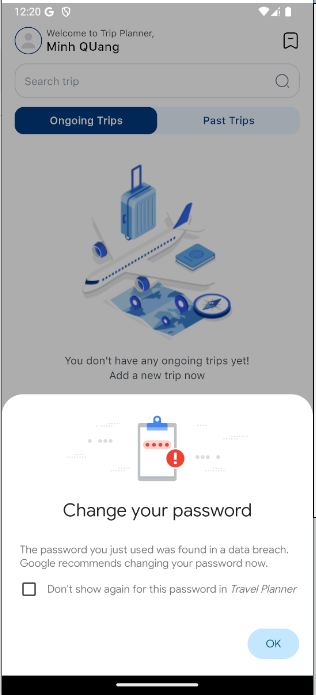 12:20 G
Welcome to Trip Planner,
Minh QUang
Search trip
Ongoing Trips
Past Trips
You don't have any ongoing trips yet!
Add a new trip now
Change your password
The password you just used was found in a data breach.
Google recommends changing your password now.
Don't show again for this password in Travel Planner
OK